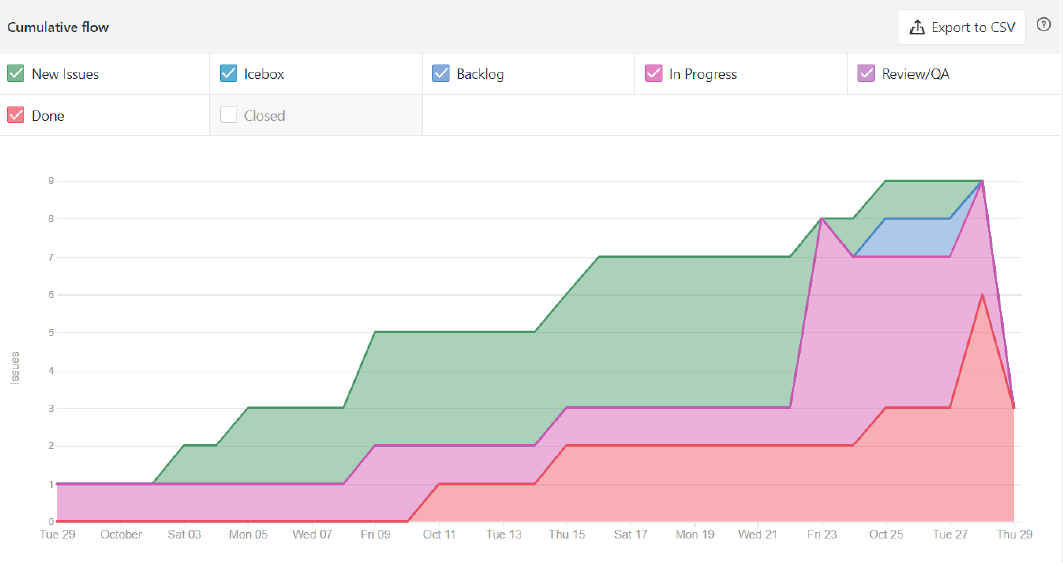 Cumulative flow
Export to CSV
?
New Issues
Icebox
Backlog
In Progress
Review/QA
Done
Closed
9
8
7
6
5
4
3
2
1
0
Issues
Tue 29 October Sat 03 Mon 05 Wed 07 Fri 09 Oct 11 Tue 13 Thu 15 Sat 17 Mon 19 Wed 21 Fri 23 Oct 25 Tue 27 Thu 29